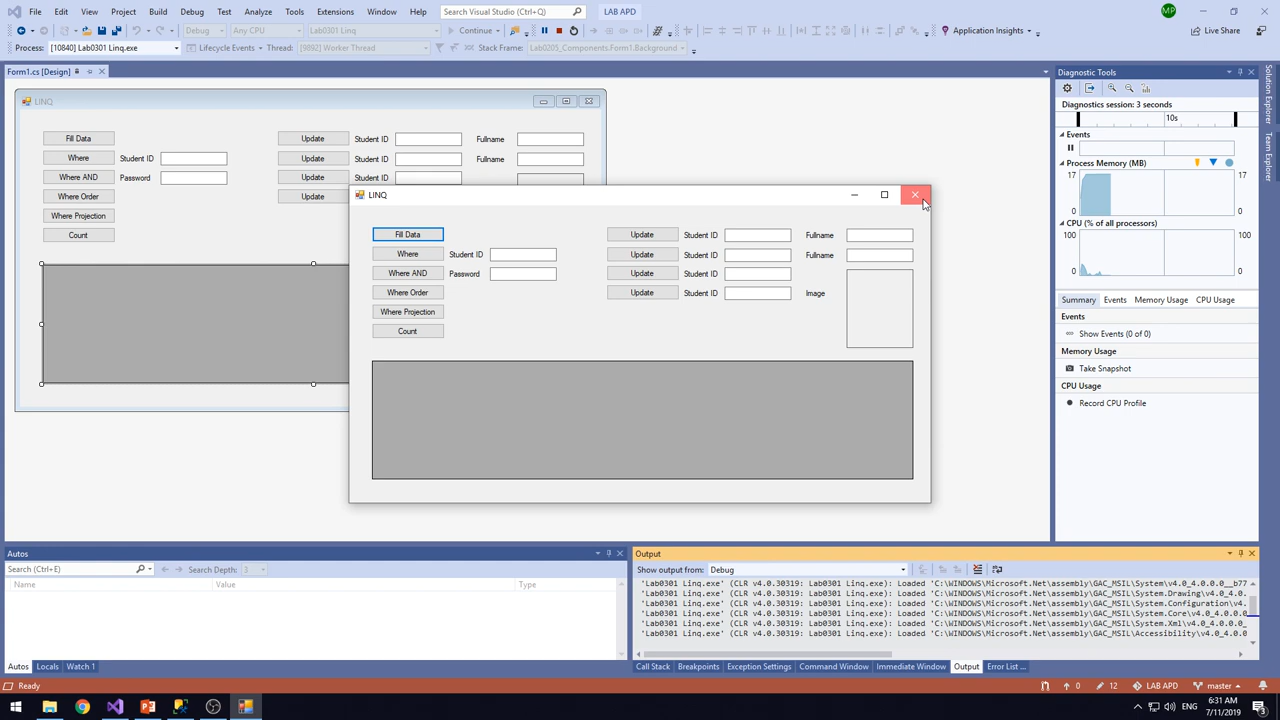 File Edit View Project Build Debug Test Analyze Tools Extensions Window Help Search Visual Studio (Ctrl+Q) LAB APD MP
Debug Any CPU Lab0301 Linq Continue Application Insights Live Share
Process: [10840] Lab0301 Linq.exe Lifecycle Events Thread: [9892] Worker Thread Stack Frame: Lab0205_Components.Form1.Background
Form1.cs [Design]
LINQ
Fill Data Update Student ID Fullname
Where Student ID Update Student ID Fullname
Where AND Password Update Student ID
Where Order Update
Where Projection
Count
LINQ
Fill Data Update Student ID Fullname
Where Student ID Update Student ID Fullname
Where AND Password Update Student ID
Where Order Update Student ID Image
Where Projection
Count
Diagnostic Tools
Diagnostics session: 3 seconds
10s
Events
Process Memory (MB)
17 17
0 0
CPU (% of all processors)
100 100
0 0
Summary Events Memory Usage CPU Usage
Events
Show Events (0 of 0)
Memory Usage
Take Snapshot
CPU Usage
Record CPU Profile
Solution Explorer
Team Explorer
Autos
Search (Ctrl+E) Search Depth: 3
Name Value Type
Autos Locals Watch 1
Output
Show output from: Debug
'Lab0301 Linq.exe' (CLR v4.0.30319: Lab0301 Linq.exe): Loaded 'C:\WINDOWS\Microsoft.Net\assembly\GAC_MSIL\System\v4.0_4.0.0.0__b77
'Lab0301 Linq.exe' (CLR v4.0.30319: Lab0301 Linq.exe): Loaded 'C:\WINDOWS\Microsoft.Net\assembly\GAC_MSIL\System.Drawing\v4.0_4.0.
'Lab0301 Linq.exe' (CLR v4.0.30319: Lab0301 Linq.exe): Loaded 'C:\WINDOWS\Microsoft.Net\assembly\GAC_MSIL\System.Configuration\v4.
'Lab0301 Linq.exe' (CLR v4.0.30319: Lab0301 Linq.exe): Loaded 'C:\WINDOWS\Microsoft.Net\assembly\GAC_MSIL\System.Core\v4.0_4.0.0.0
'Lab0301 Linq.exe' (CLR v4.0.30319: Lab0301 Linq.exe): Loaded 'C:\WINDOWS\Microsoft.Net\assembly\GAC_MSIL\System.Xml\v4.0_4.0.0.0_
'Lab0301 Linq.exe' (CLR v4.0.30319: Lab0301 Linq.exe): Loaded 'C:\WINDOWS\Microsoft.Net\assembly\GAC_MSIL\Accessibility\v4.0_4.0.0
Call Stack Breakpoints Exception Settings Command Window Immediate Window Output Error List ...
Ready 0 12 LAB APD master
ENG 6:31 AM
7/11/2019 3